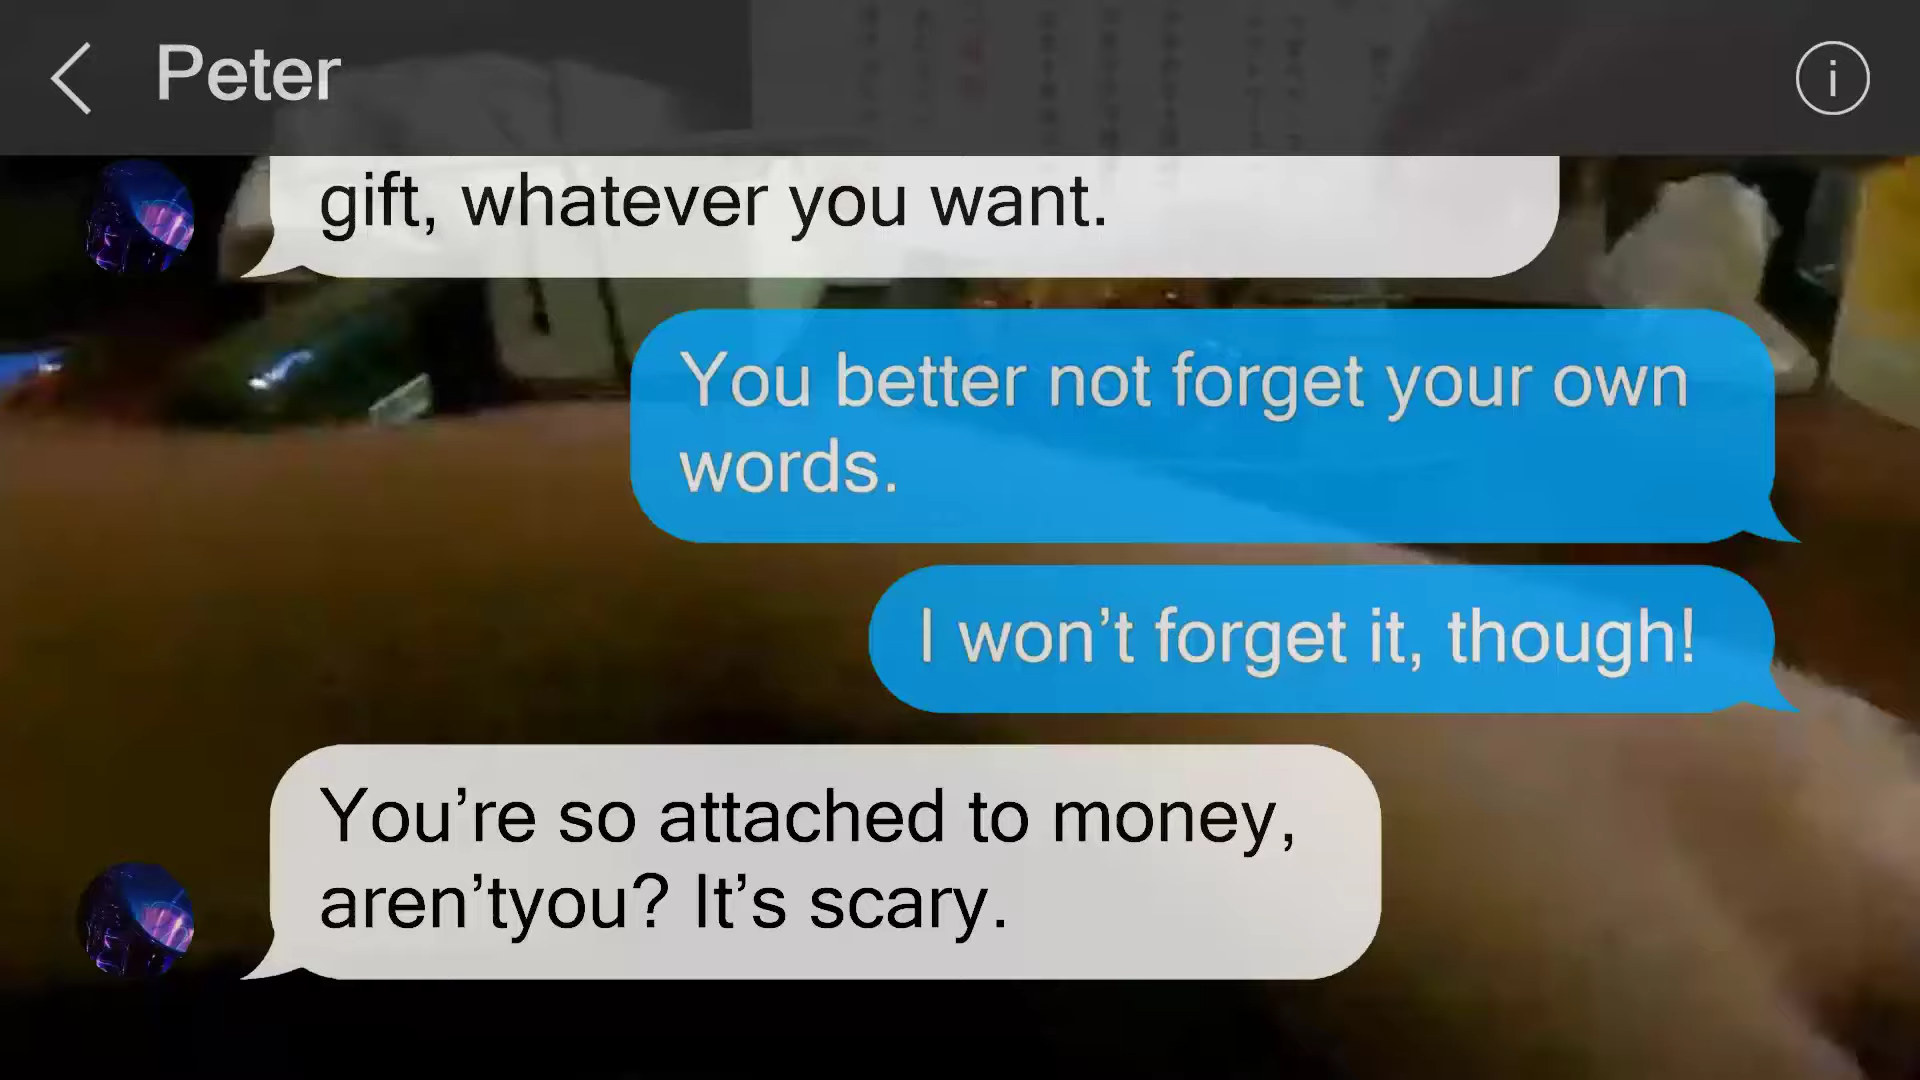 Peter
gift, whatever you want.
You better not forget your own
words.
I won't forget it, though!
You're so attached to money,
aren'tyou? It's scary.